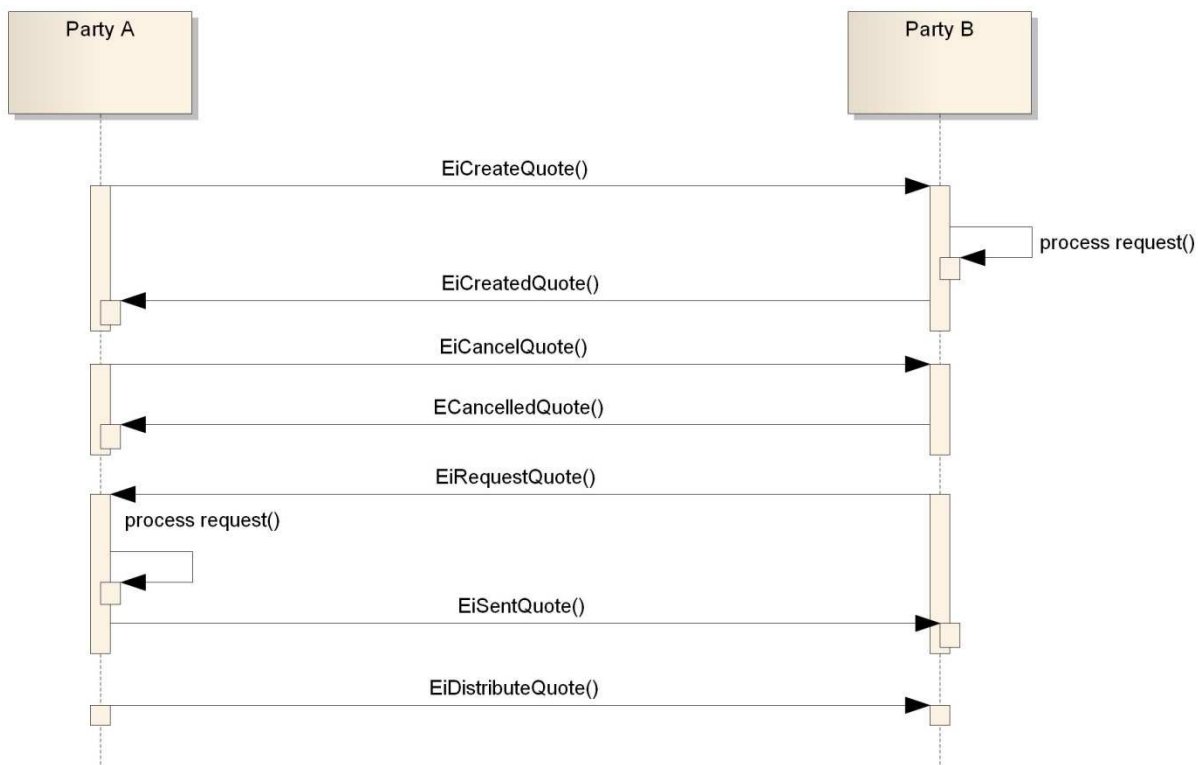 Party A
Party B
EiCreateQuote()
process request()
EiCreatedQuote()
EiCancelQuote()
ECancelledQuote()
EiRequestQuote()
process request()
EiSentQuote()
EiDistributeQuote()